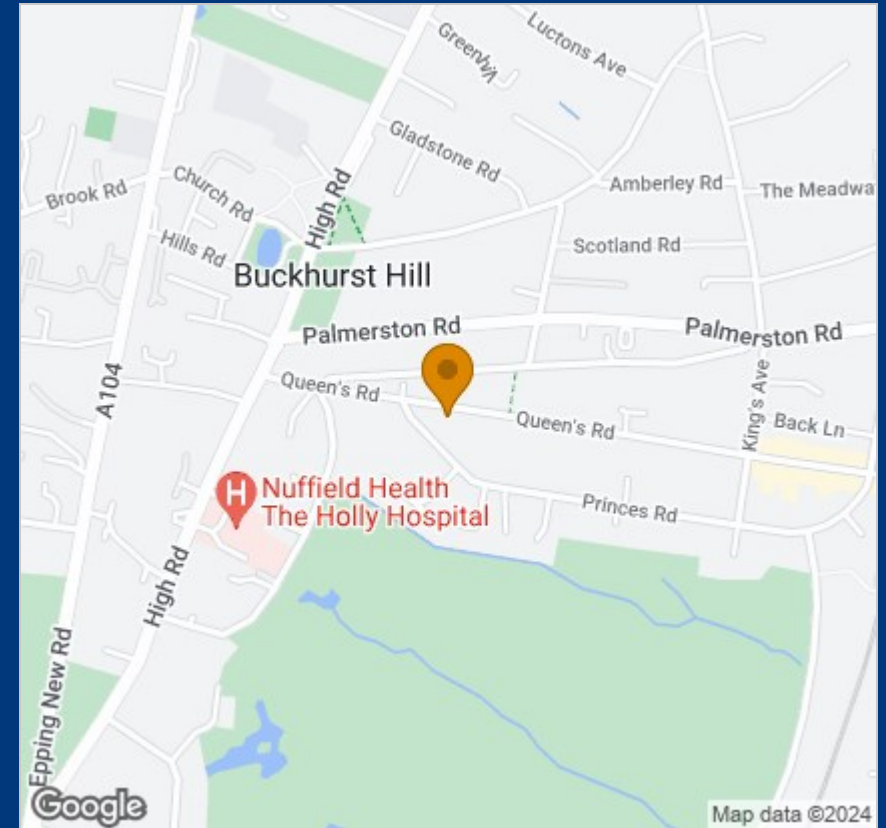 Luctons Ave
Green
Gladstone Rd
Church Rd
Brook Rd
High Rd
Hills Rd
Amberley Rd
The Meadwa
Scotland Rd
Buckhurst Hill
Palmerston Rd
Palmerston Rd
A104
Queen's Rd
Queen's Rd
King's Ave
Back Ln
H
Nuffield Health
The Holly Hospital
Princes Rd
High Rd
Epping New Rd
Google
Map data ©2024